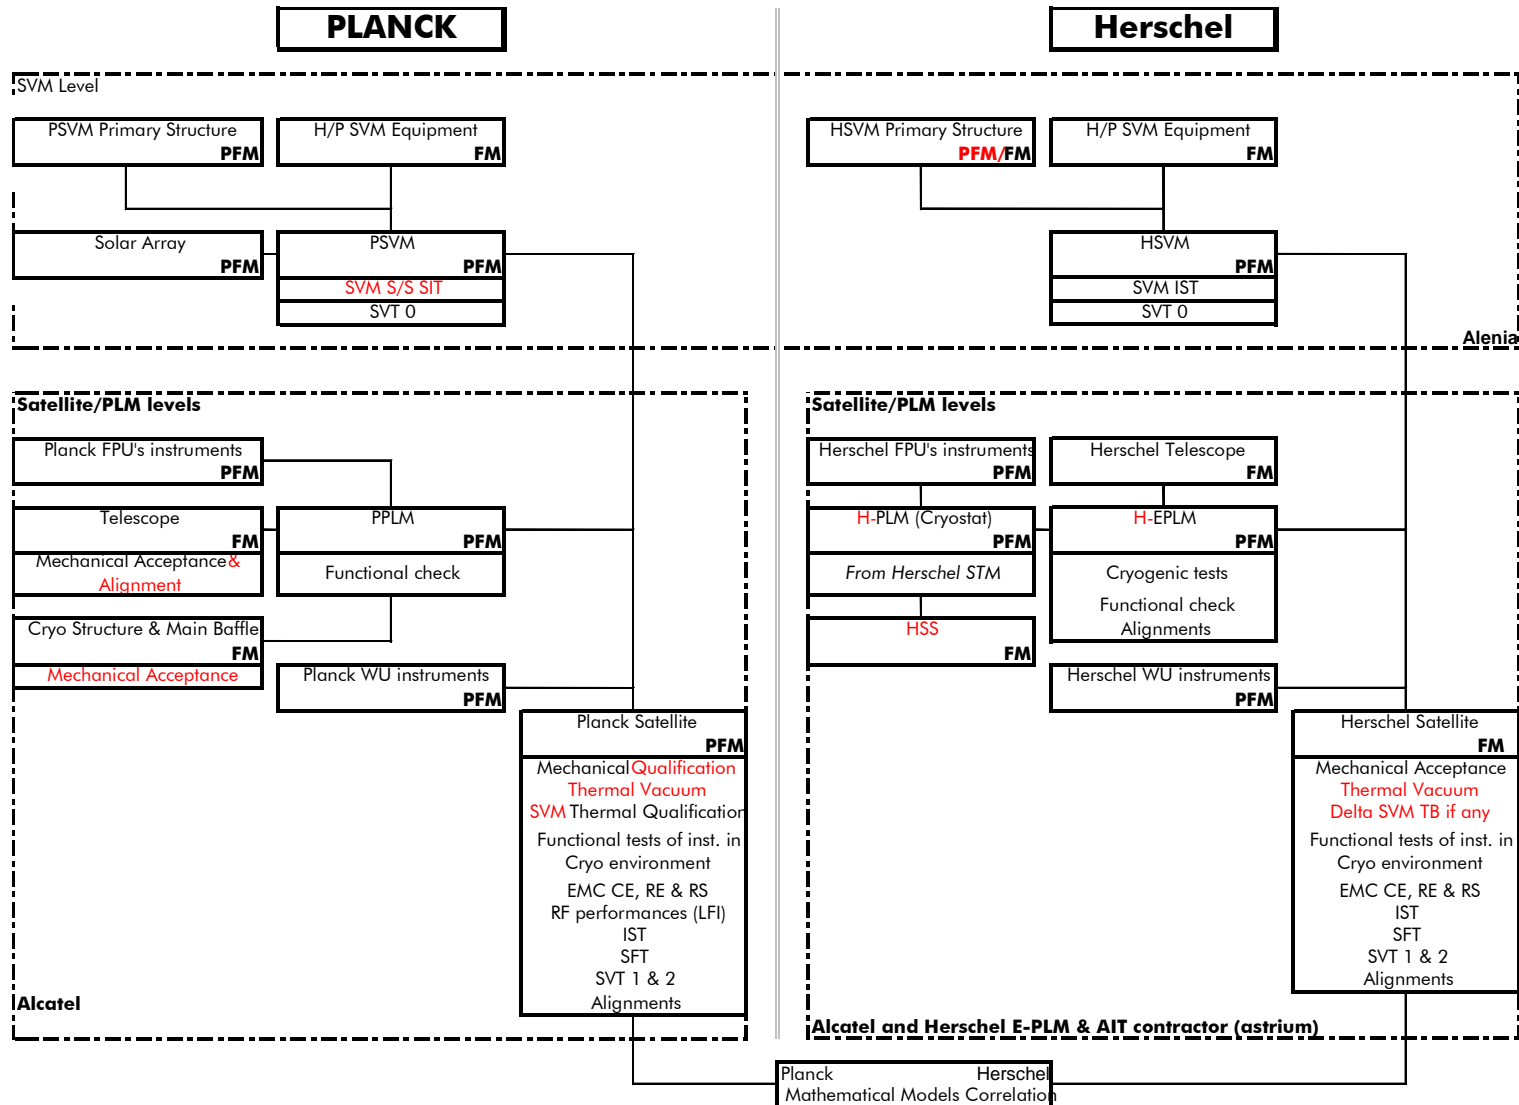 PLANCK
Herschel
SVM Level
PSVM Primary Structure
PFM
H/P SVM Equipment
FM
HSVM Primary Structure
PFM/FM
H/P SVM Equipment
FM
Solar Array
PFM
PSVM
PFM
SVM S/S SIT
SVT 0
HSVM
PFM
SVM IST
SVT 0
Alenia
Satellite/PLM levels
Planck FPU's instruments
PFM
Telescope
FM
Mechanical Acceptance&
Alignment
PPLM
PFM
Functional check
Cryo Structure & Main Baffle
FM
Mechanical Acceptance
Planck WU instruments
PFM
Planck Satellite
PFM
Mechanical Qualification
Thermal Vacuum
SVM Thermal Qualification
Functional tests of inst. in
Cryo environment
EMC CE, RE & RS
RF performances (LFI)
IST
SFT
SVT 1 & 2
Alignments
Alcatel
Satellite/PLM levels
Herschel FPU's instruments
PFM
Herschel Telescope
FM
H-PLM (Cryostat)
PFM
From Herschel STM
H-EPLM
PFM
Cryogenic tests
Functional check
Alignments
HSS
FM
Herschel WU instruments
PFM
Herschel Satellite
FM
Mechanical Acceptance
Thermal Vacuum
Delta SVM TB if any
Functional tests of inst. in
Cryo environment
EMC CE, RE & RS
IST
SFT
SVT 1 & 2
Alignments
Alcatel and Herschel E-PLM & AIT contractor (astrium)
Planck Herschel
Mathematical Models Correlation